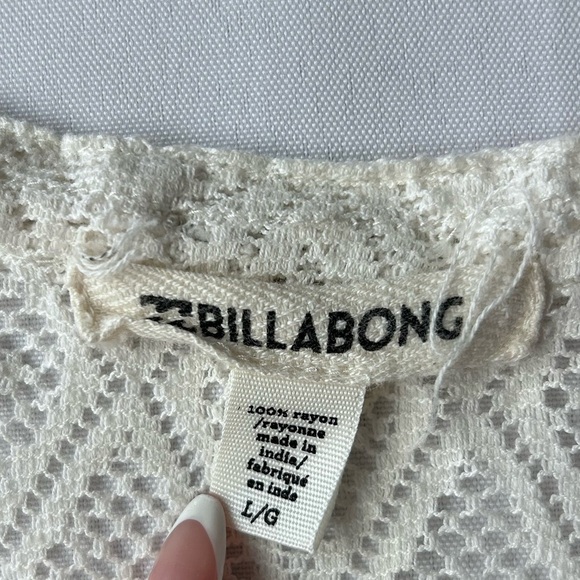 BILLABONG
100% rayon
/rayonne
made in
india/
fabriqué
en inde
L/G